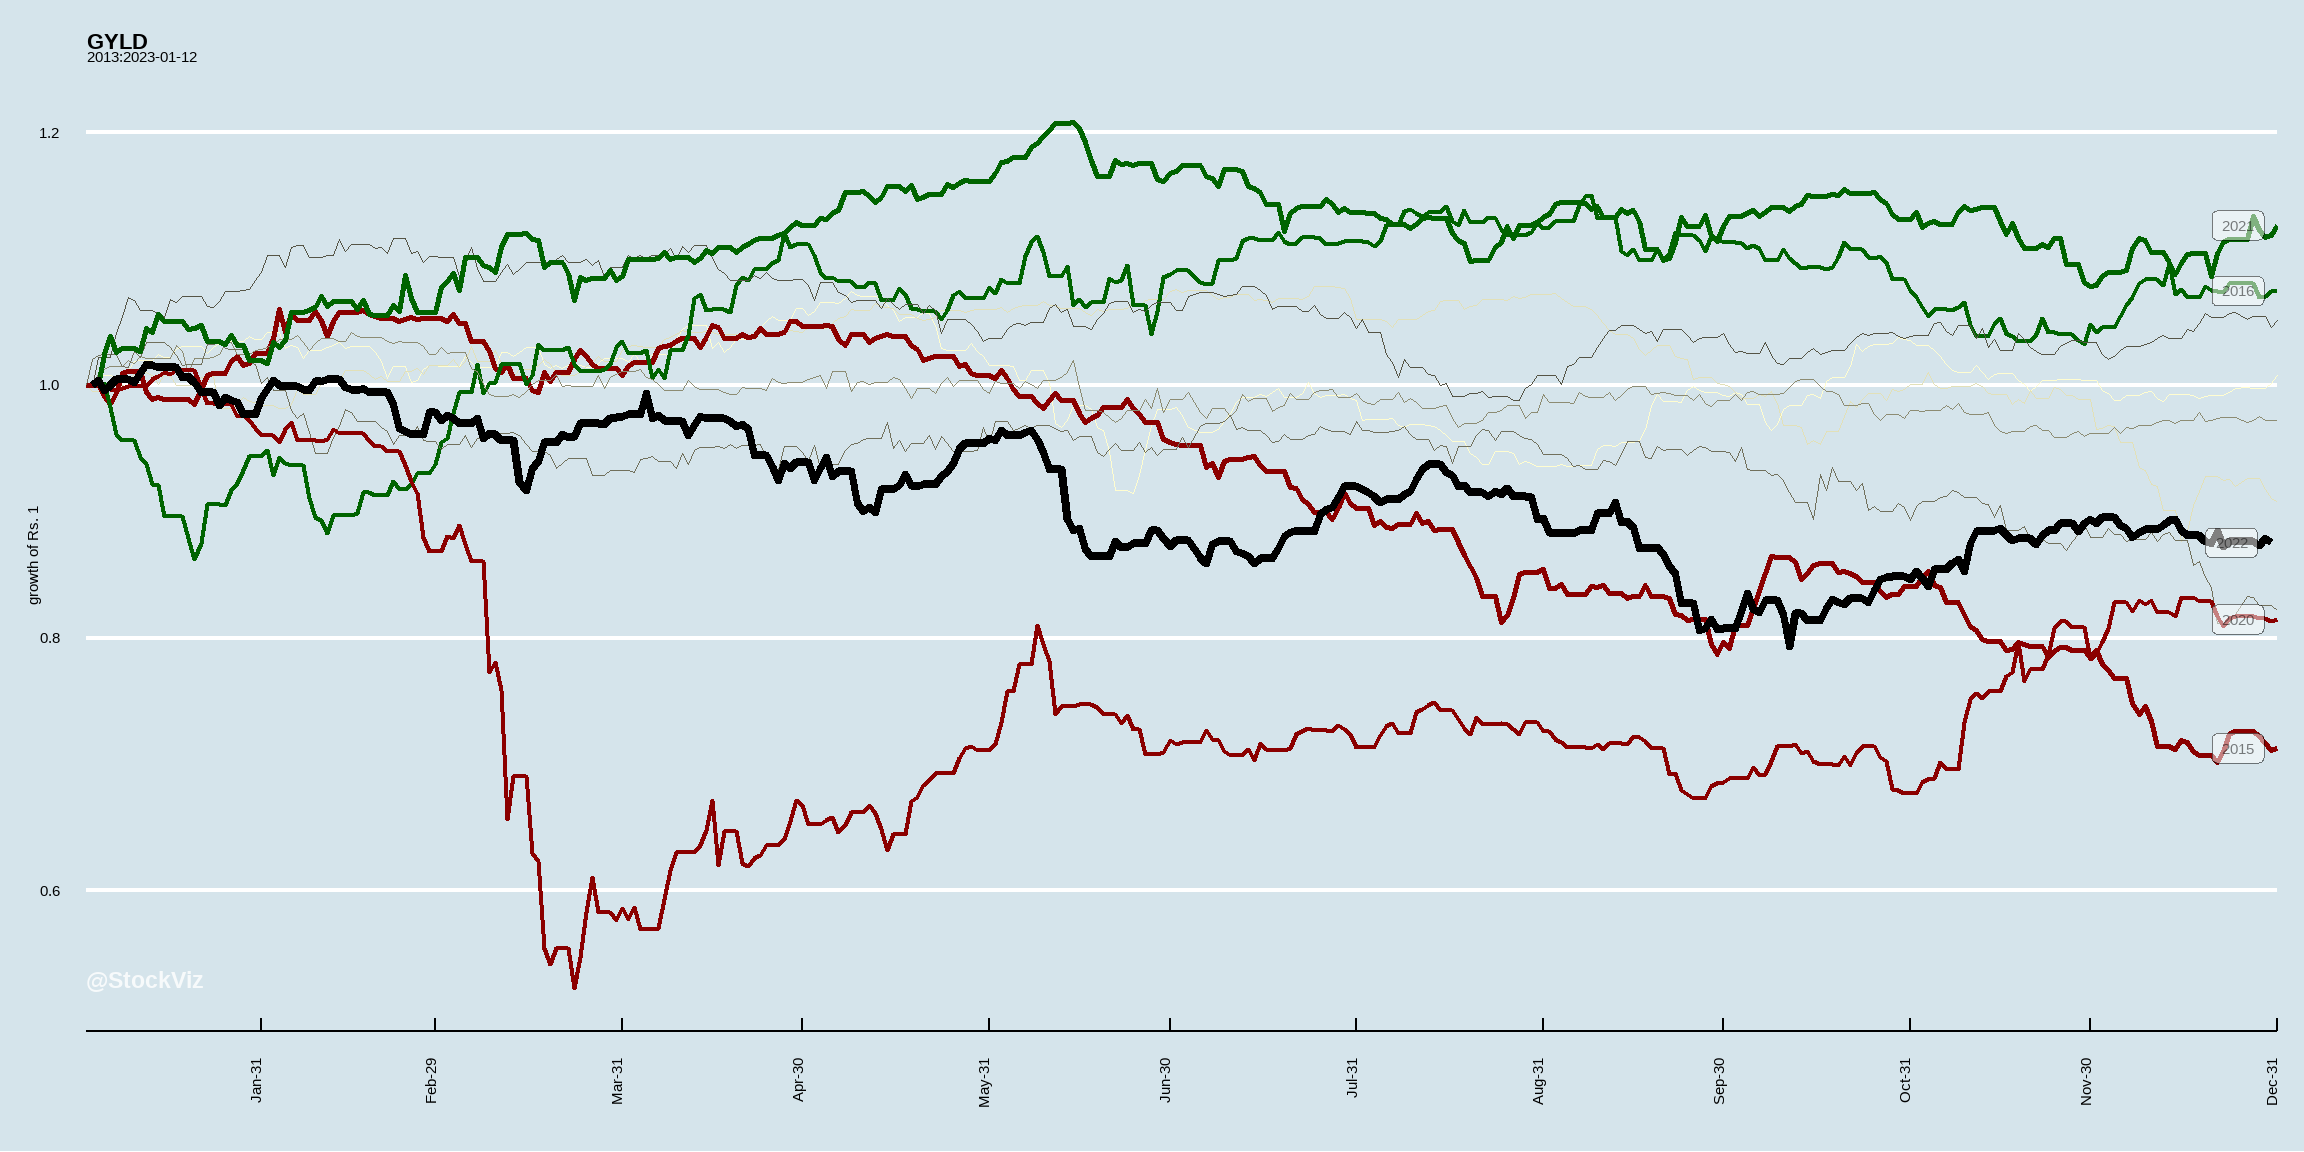 GYLD
2013:2023-01-12
1.2
1.0
0.8
0.6
growth of Rs. 1
2021
2016
2022
2020
2015
@StockViz
Jan-31
Feb-29
Mar-31
Apr-30
May-31
Jun-30
Jul-31
Aug-31
Sep-30
Oct-31
Nov-30
Dec-31